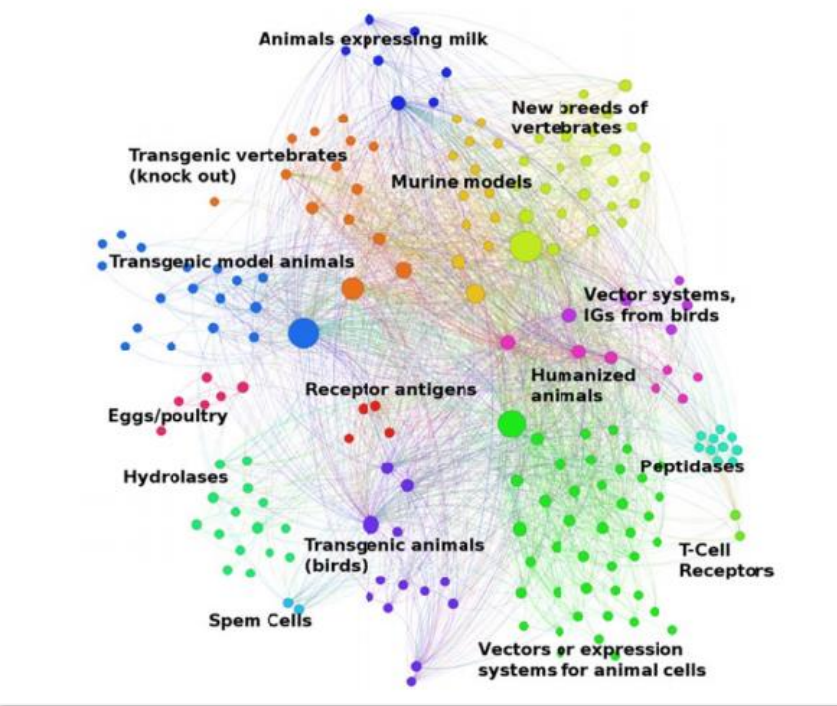 Animals expressing milk
New breeds of
vertebrates
Transgenic vertebrates
(knock out)
Murine models
Transgenic model animals
Vector systems,
IGs from birds
Receptor antigens
Humanized
animals
Eggs/poultry
Peptidases
Hydrolases
Transgenic animals
(birds)
T-Cell
Receptors
Spem Cells
Vectors or expression
systems for animal cells